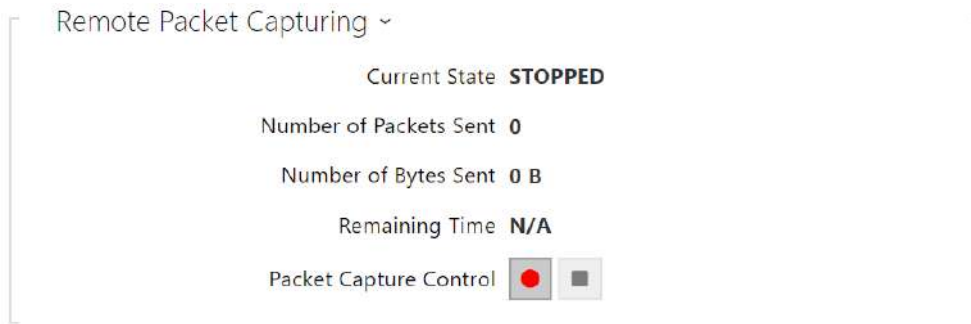 Remote Packet Capturing
Current State STOPPED
Number of Packets Sent 0
Number of Bytes Sent 0 B
Remaining Time N/A
Packet Capture Control